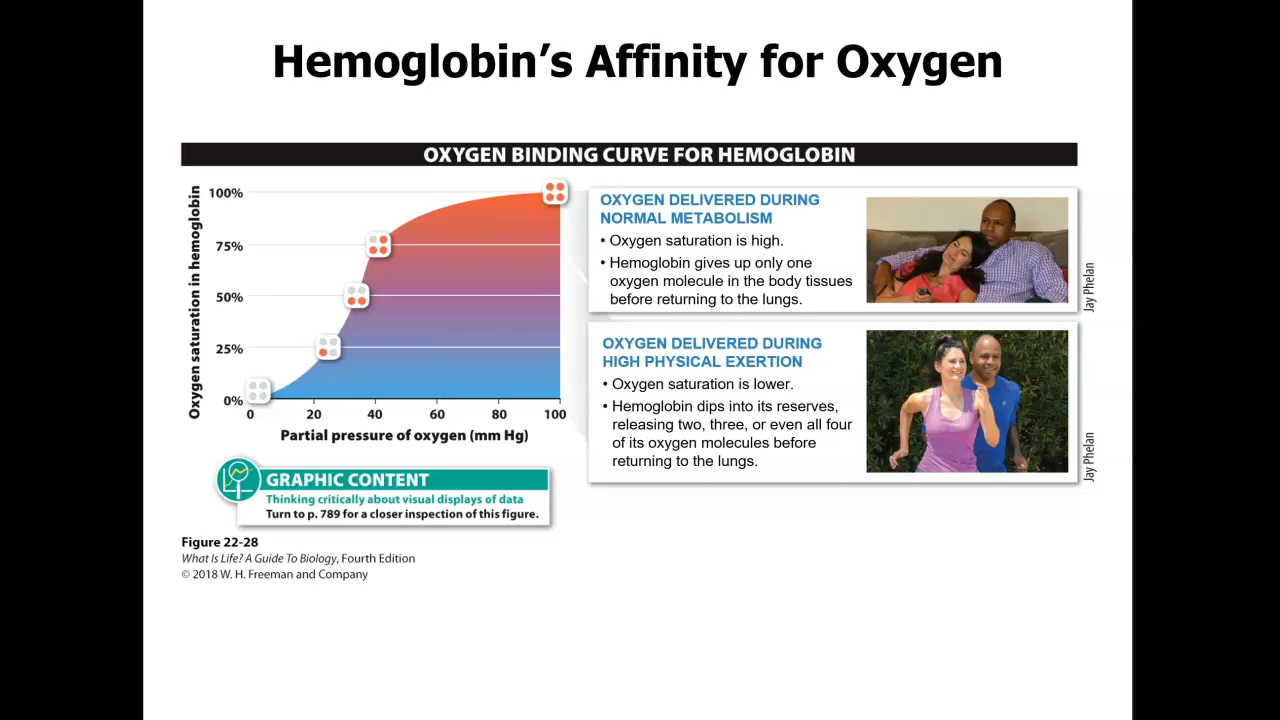 Hemoglobin’s Affinity for Oxygen
OXYGEN BINDING CURVE FOR HEMOGLOBIN
Oxygen saturation in hemoglobin
100%
75%
50%
25%
0%
0 20 40 60 80 100
Partial pressure of oxygen (mm Hg)
OXYGEN DELIVERED DURING
NORMAL METABOLISM
• Oxygen saturation is high.
• Hemoglobin gives up only one
oxygen molecule in the body tissues
before returning to the lungs.
Jay Phelan
OXYGEN DELIVERED DURING
HIGH PHYSICAL EXERTION
• Oxygen saturation is lower.
• Hemoglobin dips into its reserves,
releasing two, three, or even all four
of its oxygen molecules before
returning to the lungs.
Jay Phelan
GRAPHIC CONTENT
Thinking critically about visual displays of data
Turn to p. 789 for a closer inspection of this figure.
Figure 22-28
What Is Life? A Guide To Biology, Fourth Edition
© 2018 W. H. Freeman and Company